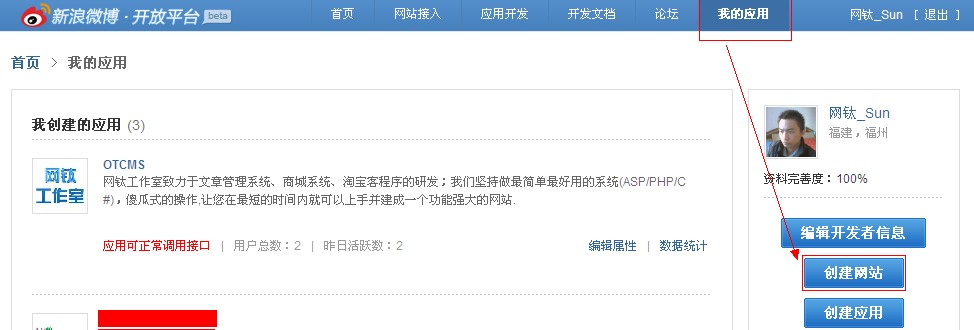 新浪微博·开放平台 beta
首页 网站接入 应用开发 开发文档 论坛 我的应用 网钛_Sun [ 退出 ]
首页 > 我的应用
我创建的应用 (3)
网钛
工作室
OTCMS
网钛工作室致力于文章管理系统、商城系统、淘宝客程序的研发；我们坚持做最简单最好用的系统(ASP/PHP/C
#)，傻瓜式的操作,让您在最短的时间内就可以上手并建成一个功能强大的网站.
应用可正常调用接口 | 用户总数：2 | 昨日活跃数：2 编辑属性 | 数据统计
网钛_Sun
福建，福州
资料完善度：100%
编辑开发者信息
创建网站
创建应用